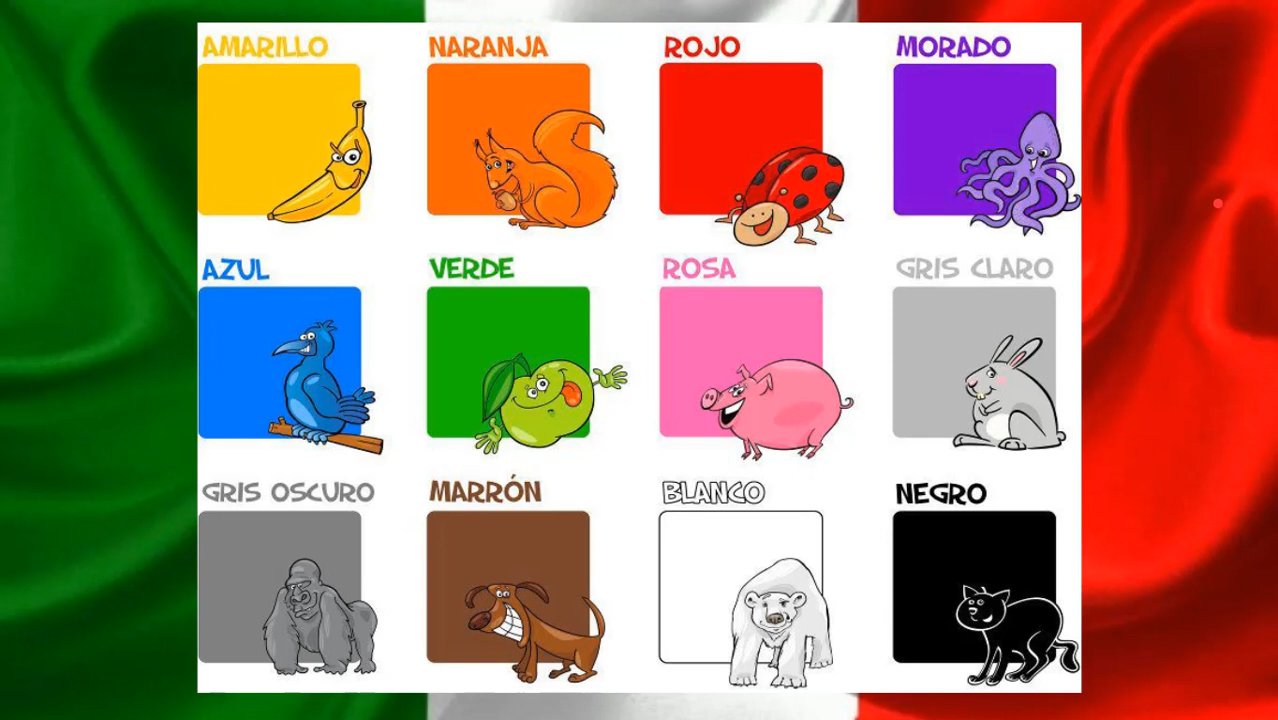 AMARILLO
NARANJA
ROJO
MORADO
AZUL
VERDE
ROSA
GRIS CLARO
GRIS OSCURO
MARRÓN
BLANCO
NEGRO